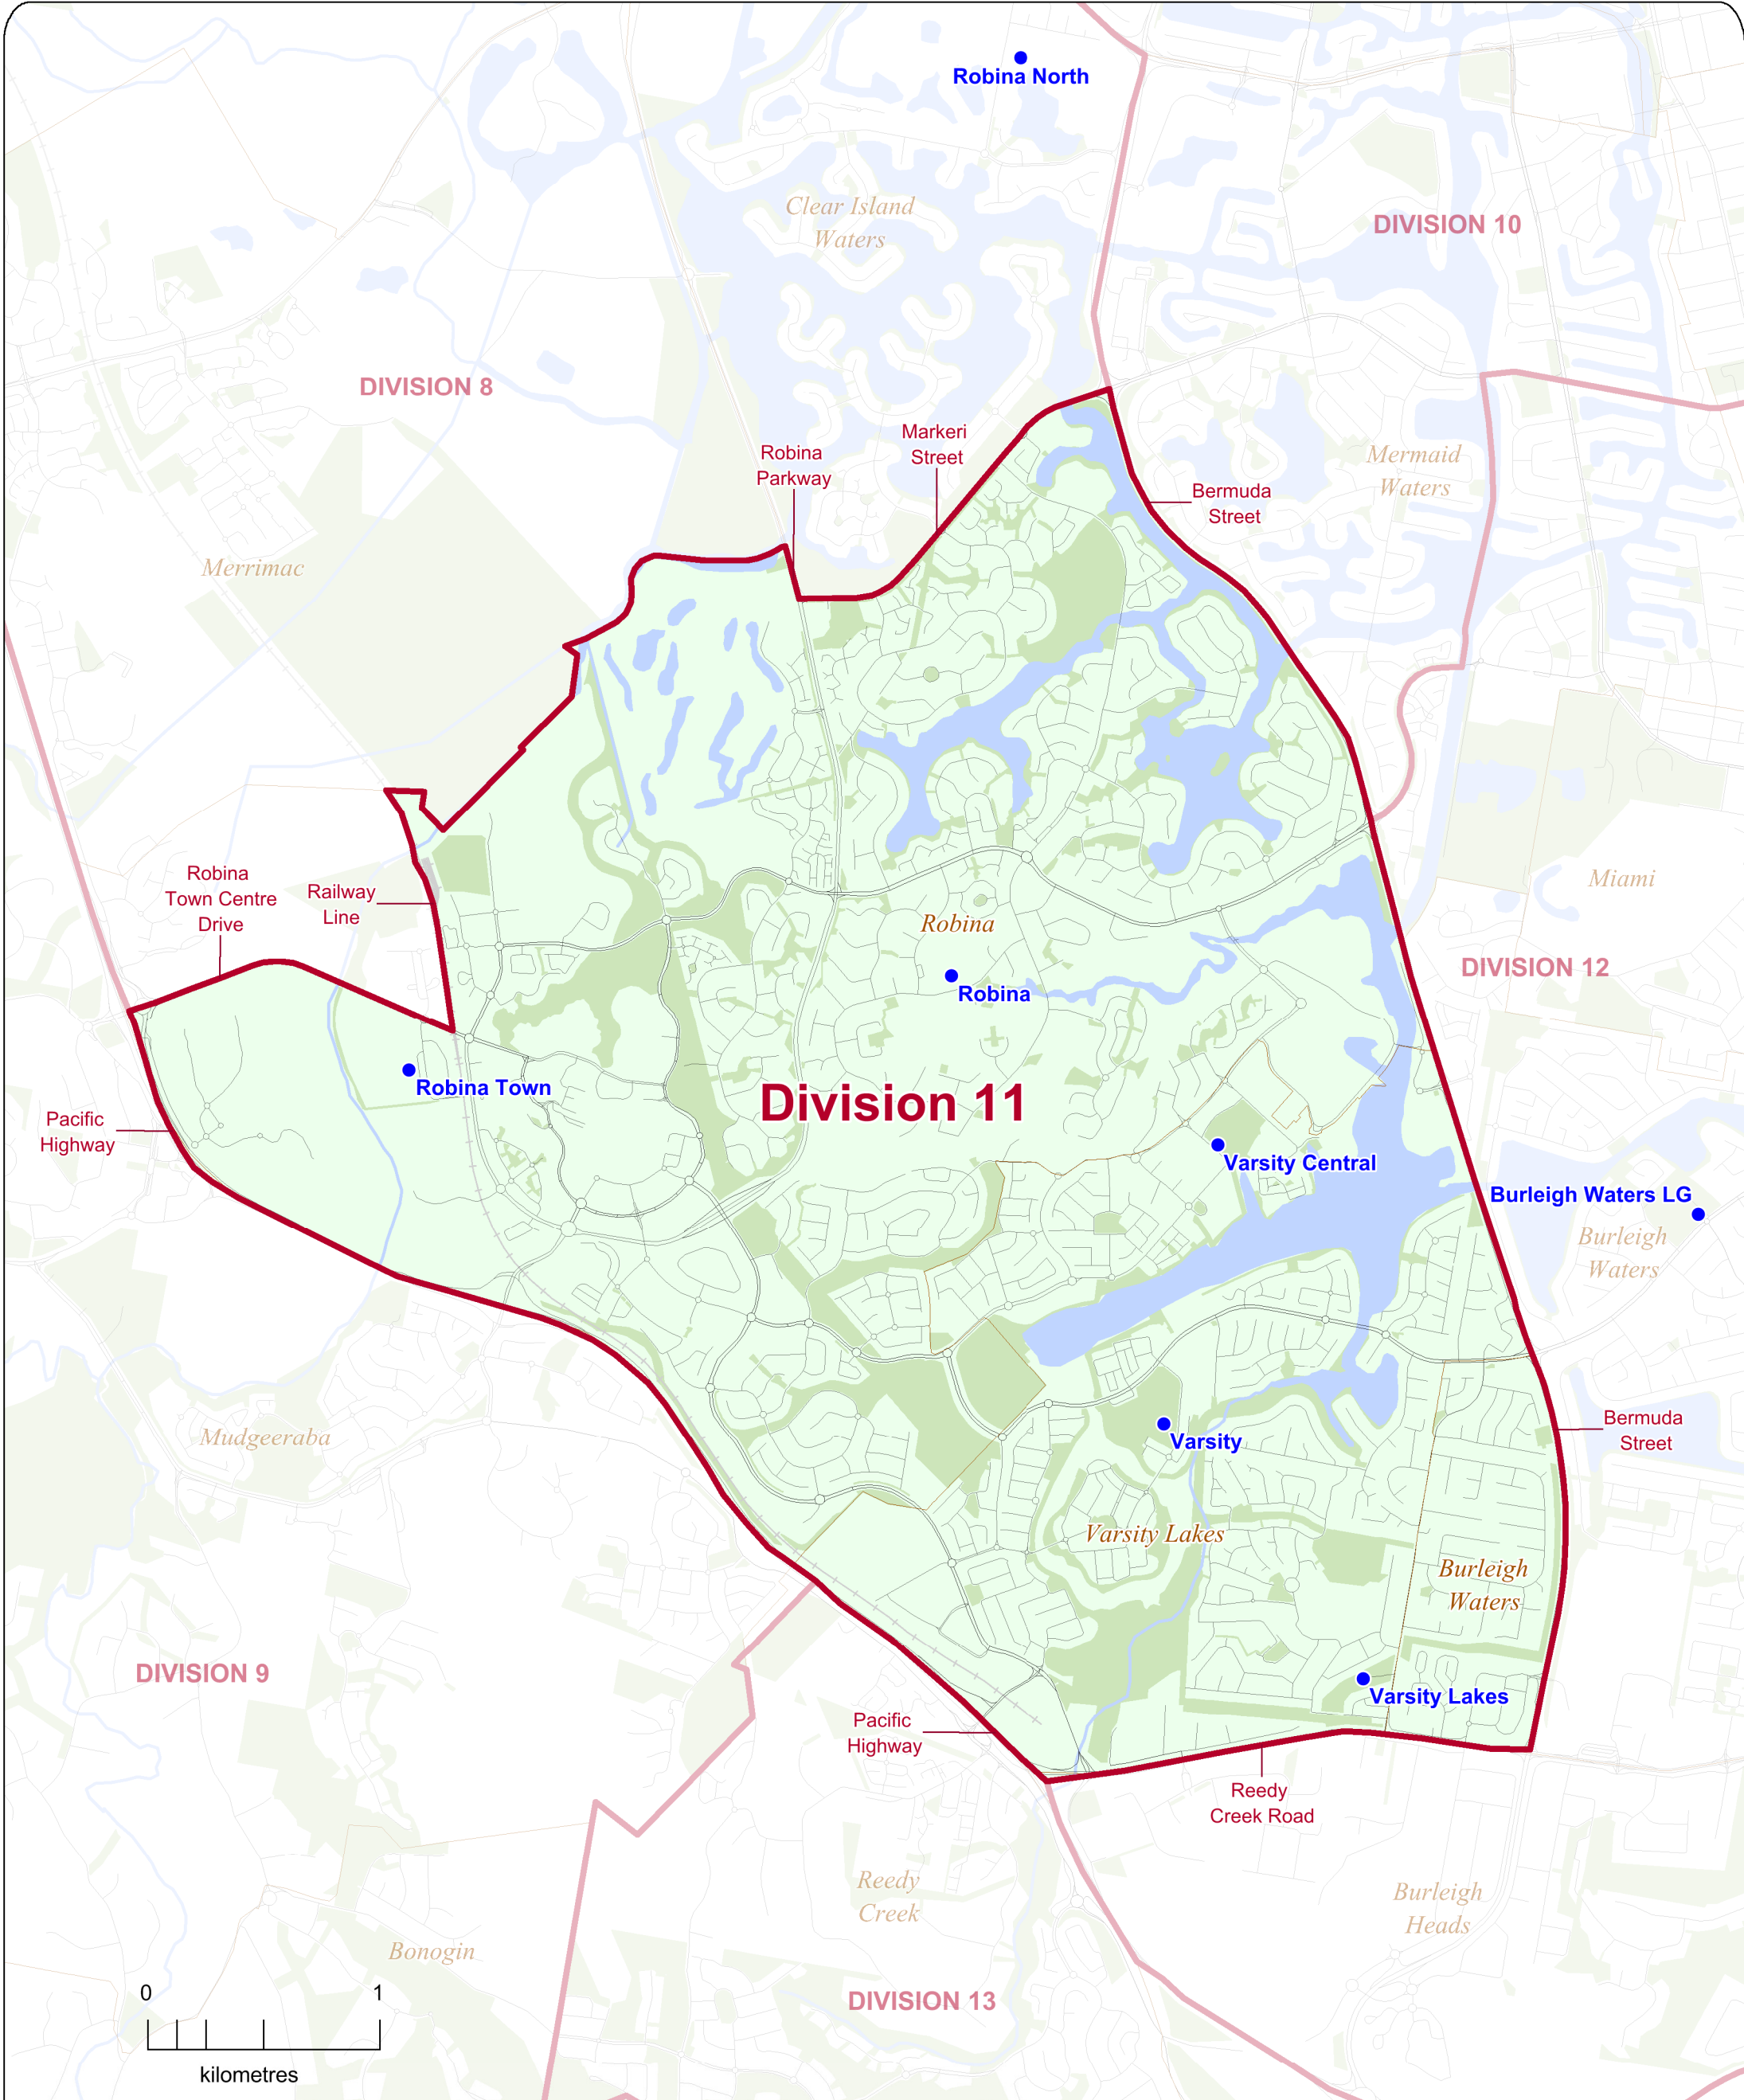 Robina North
Clear Island
Waters
DIVISION 10
DIVISION 8
Markeri
Street
Robina
Parkway
Mermaid
Waters
Bermuda
Street
Merrimac
Robina
Town Centre
Drive
Railway
Line
Miami
Robina
DIVISION 12
Robina
Robina Town
Division 11
Pacific
Highway
Varsity Central
Burleigh Waters LG
Burleigh
Waters
Mudgeeraba
Varsity
Bermuda
Street
Varsity Lakes
Burleigh
Waters
DIVISION 9
Varsity Lakes
Pacific
Highway
Reedy
Creek Road
Reedy
Creek
Burleigh
Heads
Bonogin
0 1
kilometres
DIVISION 13